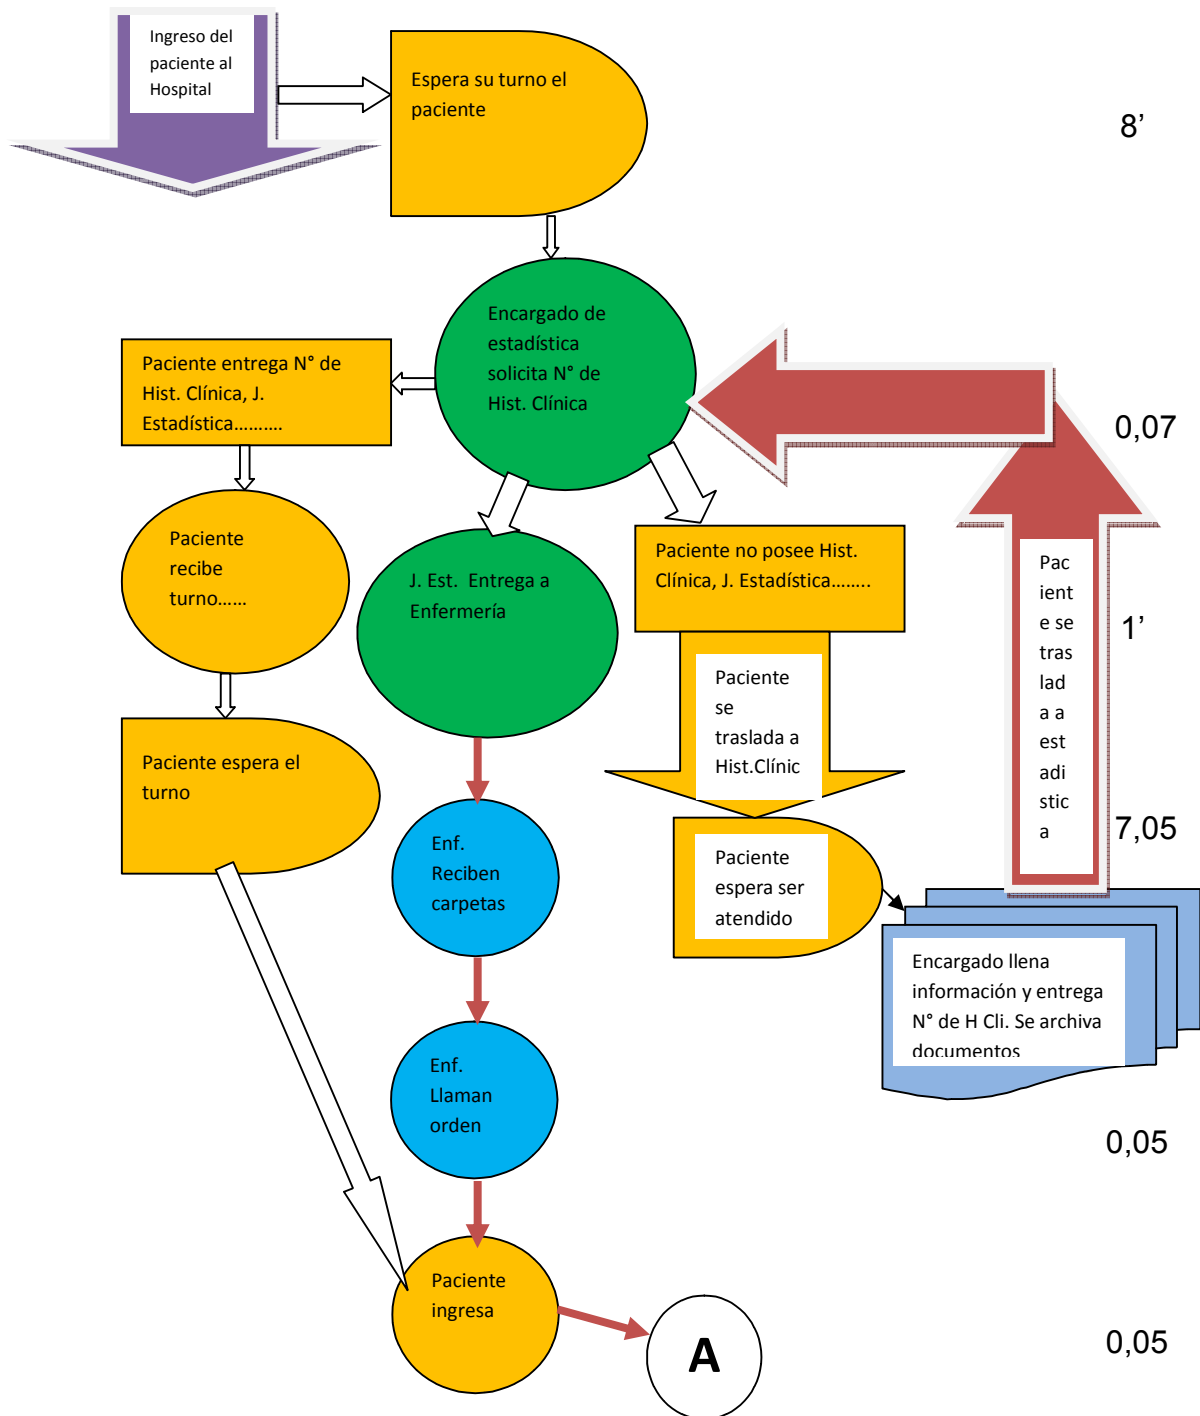 Ingreso del
paciente al
Hospital
Espera su turno el
paciente
8’
Encargado de
estadística
solicita N° de
Hist. Clínica
Paciente entrega N° de
Hist. Clínica, J.
Estadística……….
0,07
Paciente
recibe
turno……
J. Est.  Entrega a
Enfermería
Paciente no posee Hist.
Clínica, J. Estadística……..
Pac
ient
e se
tras
lad
a a
est
adi
stic
a
1’
Paciente
se
traslada a
Hist.Clínic
Paciente espera el
turno
7,05
Enf.
Reciben
carpetas
Paciente
espera ser
atendido
Encargado llena
información y entrega
N° de H Cli. Se archiva
documentos
Enf.
Llaman
orden
0,05
Paciente
ingresa
A
0,05